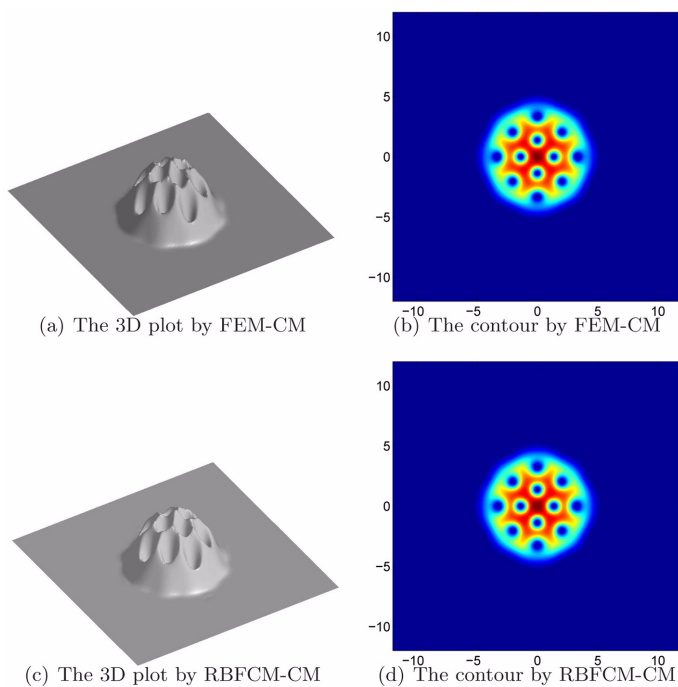 10
5
0
−5
−10
−10 −5 0 5 10
(a) The 3D plot by FEM-CM
(b) The contour by FEM-CM
10
5
0
−5
−10
−10 −5 0 5 10
(c) The 3D plot by RBFCM-CM
(d) The contour by RBFCM-CM